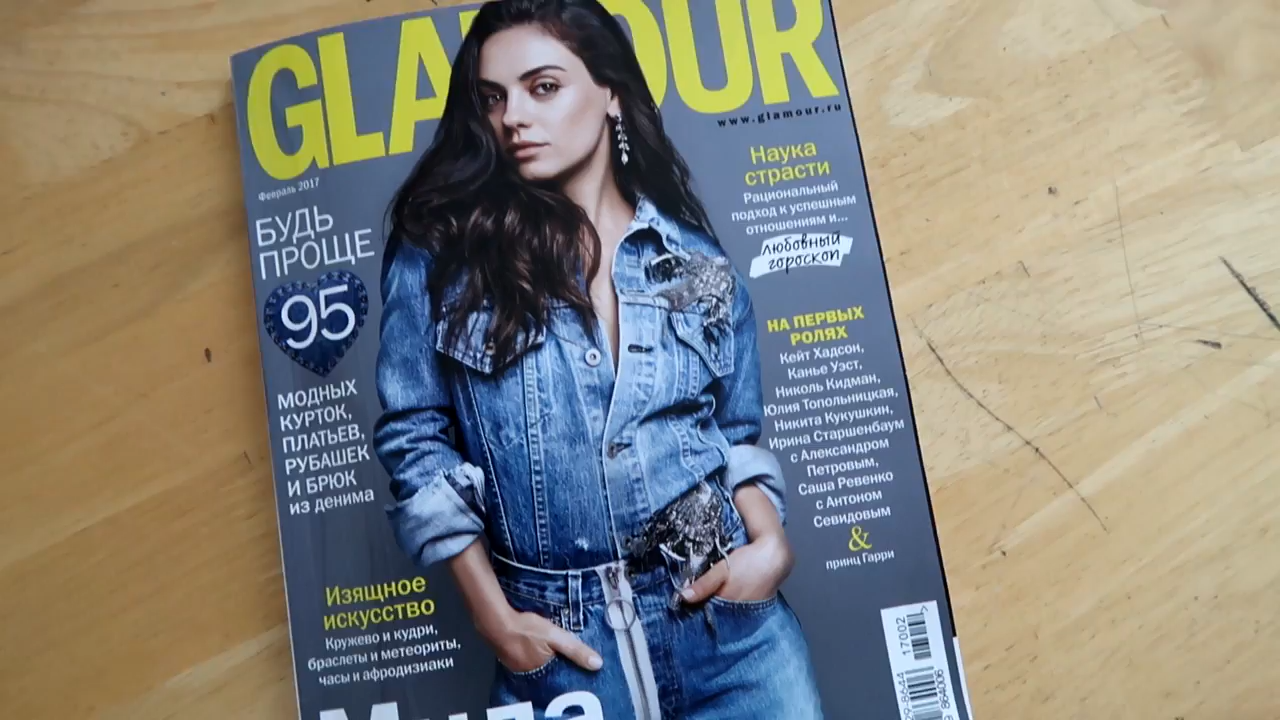 GLAMOUR
www.glamour.ru
Февраль 2017
БУДЬ
ПРОЩЕ
95
МОДНЫХ
КУРТОК,
ПЛАТЬЕВ,
РУБАШЕК
И БРЮК
из денима
Изящное
искусство
Кружево и кудри,
браслеты и метеориты,
часы и афродизиаки
Мила
Наука
страсти
Рациональный
подход к успешным
отношениям и...
любовный
гороскоп
НА ПЕРВЫХ
РОЛЯХ
Кейт Хадсон,
Канье Уэст,
Николь Кидман,
Юлия Топольницкая,
Никита Кукушкин,
Ирина Старшенбаум
с Александром
Петровым,
Саша Ревенко
с Антоном
Севидовым
&
принц Гарри
17002